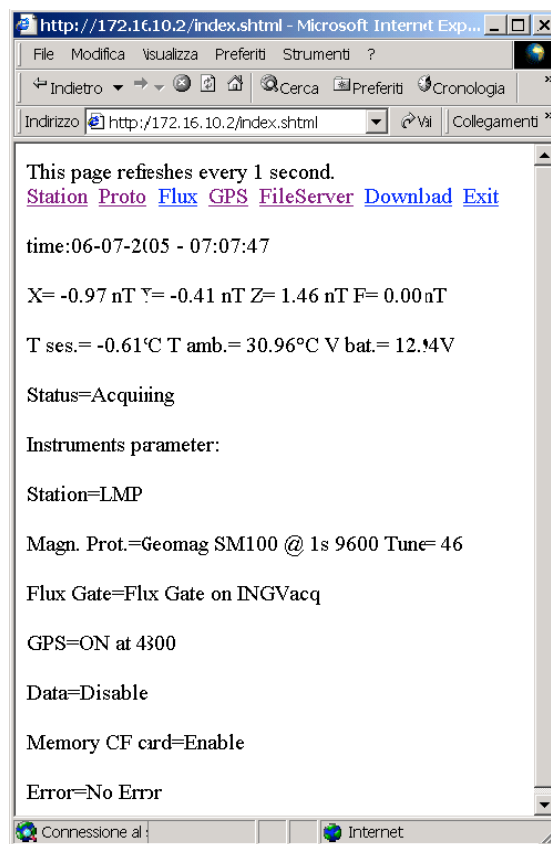 http://172.16.10.2/index.shtml - Microsoft Internet Exp...
File Modifica Visualizza Preferiti Strumenti ?
Indietro Cerca Preferiti Cronologia »
Indirizzo http://172.16.10.2/index.shtml Vai Collegamenti »
This page refreshes every 1 second.
Station Proto Flux GPS FileServer Download Exit
time:06-07-2005 - 07:07:47
X= -0.97 nT Y= -0.41 nT Z= 1.46 nT F= 0.00 nT
T ses.= -0.61°C T amb.= 30.96°C V bat.= 12.94V
Status=Acquiring
Instruments parameter:
Station=LMP
Magn. Prot.=Geomag SM100 @ 1s 9600 Tune= 46
Flux Gate=Flux Gate on INGVacq
GPS=ON at 4800
Data=Disable
Memory CF card=Enable
Error=No Error
Connessione al Internet